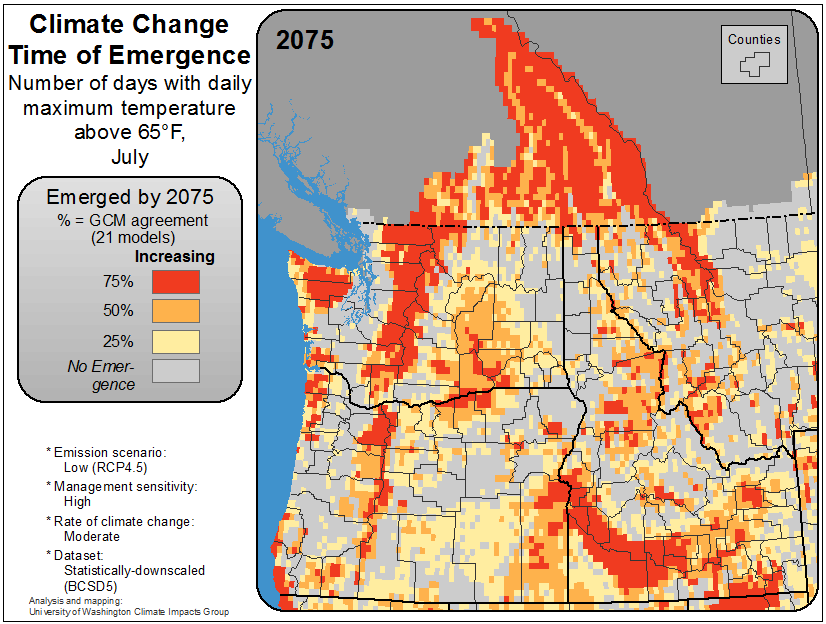 Climate Change
Time of Emergence
Number of days with daily
maximum temperature
above 65°F,
July
Emerged by 2075
% = GCM agreement
(21 models)
Increasing
75%
50%
25%
No Emer-
gence
* Emission scenario:
Low (RCP4.5)
* Management sensitivity:
High
* Rate of climate change:
Moderate
* Dataset:
Statistically-downscaled
(BCSD5)
Analysis and mapping:
University of Washington Climate Impacts Group
2075
Counties